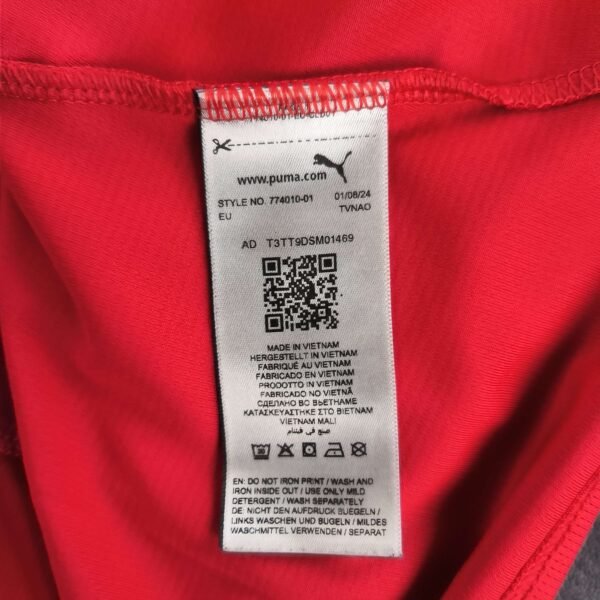 www.puma.com
STYLE NO. 774010-01 01/08/24
EU TVNAO
AD T3TT9DSM01469
MADE IN VIETNAM
HERGESTELLT IN VIETNAM
FABRIQUÉ AU VIETNAM
FABRICADO EN VIETNAM
PRODOTTO IN VIETNAM
FABRICADO NO VIETNÃ
СДЕЛАНО ВО ВЬЕТНАМЕ
ΚΑΤΑΣΚΕΥΑΣΤΗΚΕ ΣΤΟ ΒΙΕΤΝΑΜ
VIETNAM MALI
صنع في فيتنام
EN: DO NOT IRON PRINT / WASH AND
IRON INSIDE OUT / USE ONLY MILD
DETERGENT / WASH SEPARATELY
DE: NICHT DEN AUFDRUCK BUEGELN /
LINKS WASCHEN UND BUGELN / MILDES
WASCHMITTEL VERWENDEN / SEPARAT